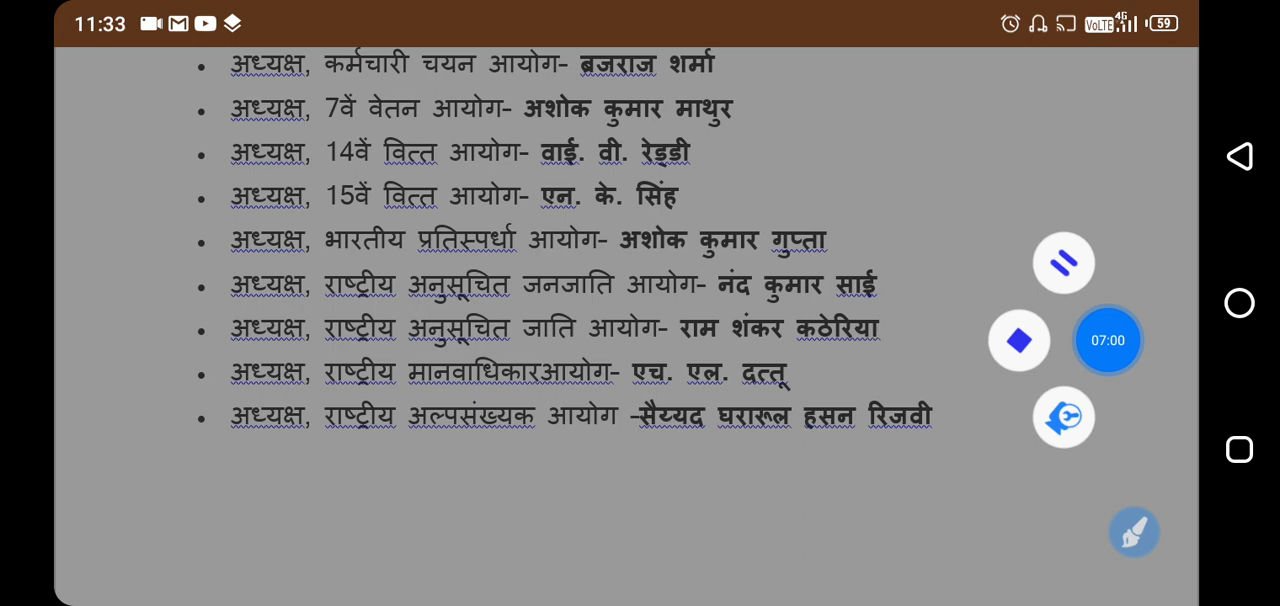 11:33 VoLTE 4G 59
• अध्यक्ष, कर्मचारी चयन आयोग– ब्रजराज शर्मा
• अध्यक्ष, 7वें वेतन आयोग– अशोक कुमार माथुर
• अध्यक्ष, 14वें वित्त आयोग– वाई. वी. रेड्डी
• अध्यक्ष, 15वें वित्त आयोग– एन. के. सिंह
• अध्यक्ष, भारतीय प्रतिस्पर्धा आयोग– अशोक कुमार गुप्ता
• अध्यक्ष, राष्ट्रीय अनुसूचित जनजाति आयोग– नंद कुमार साई
• अध्यक्ष, राष्ट्रीय अनुसूचित जाति आयोग– राम शंकर कठेरिया
07:00
• अध्यक्ष, राष्ट्रीय मानवाधिकारआयोग– एच. एल. दत्तू
• अध्यक्ष, राष्ट्रीय अल्पसंख्यक आयोग –सैय्यद घरारूल हसन रिजवी